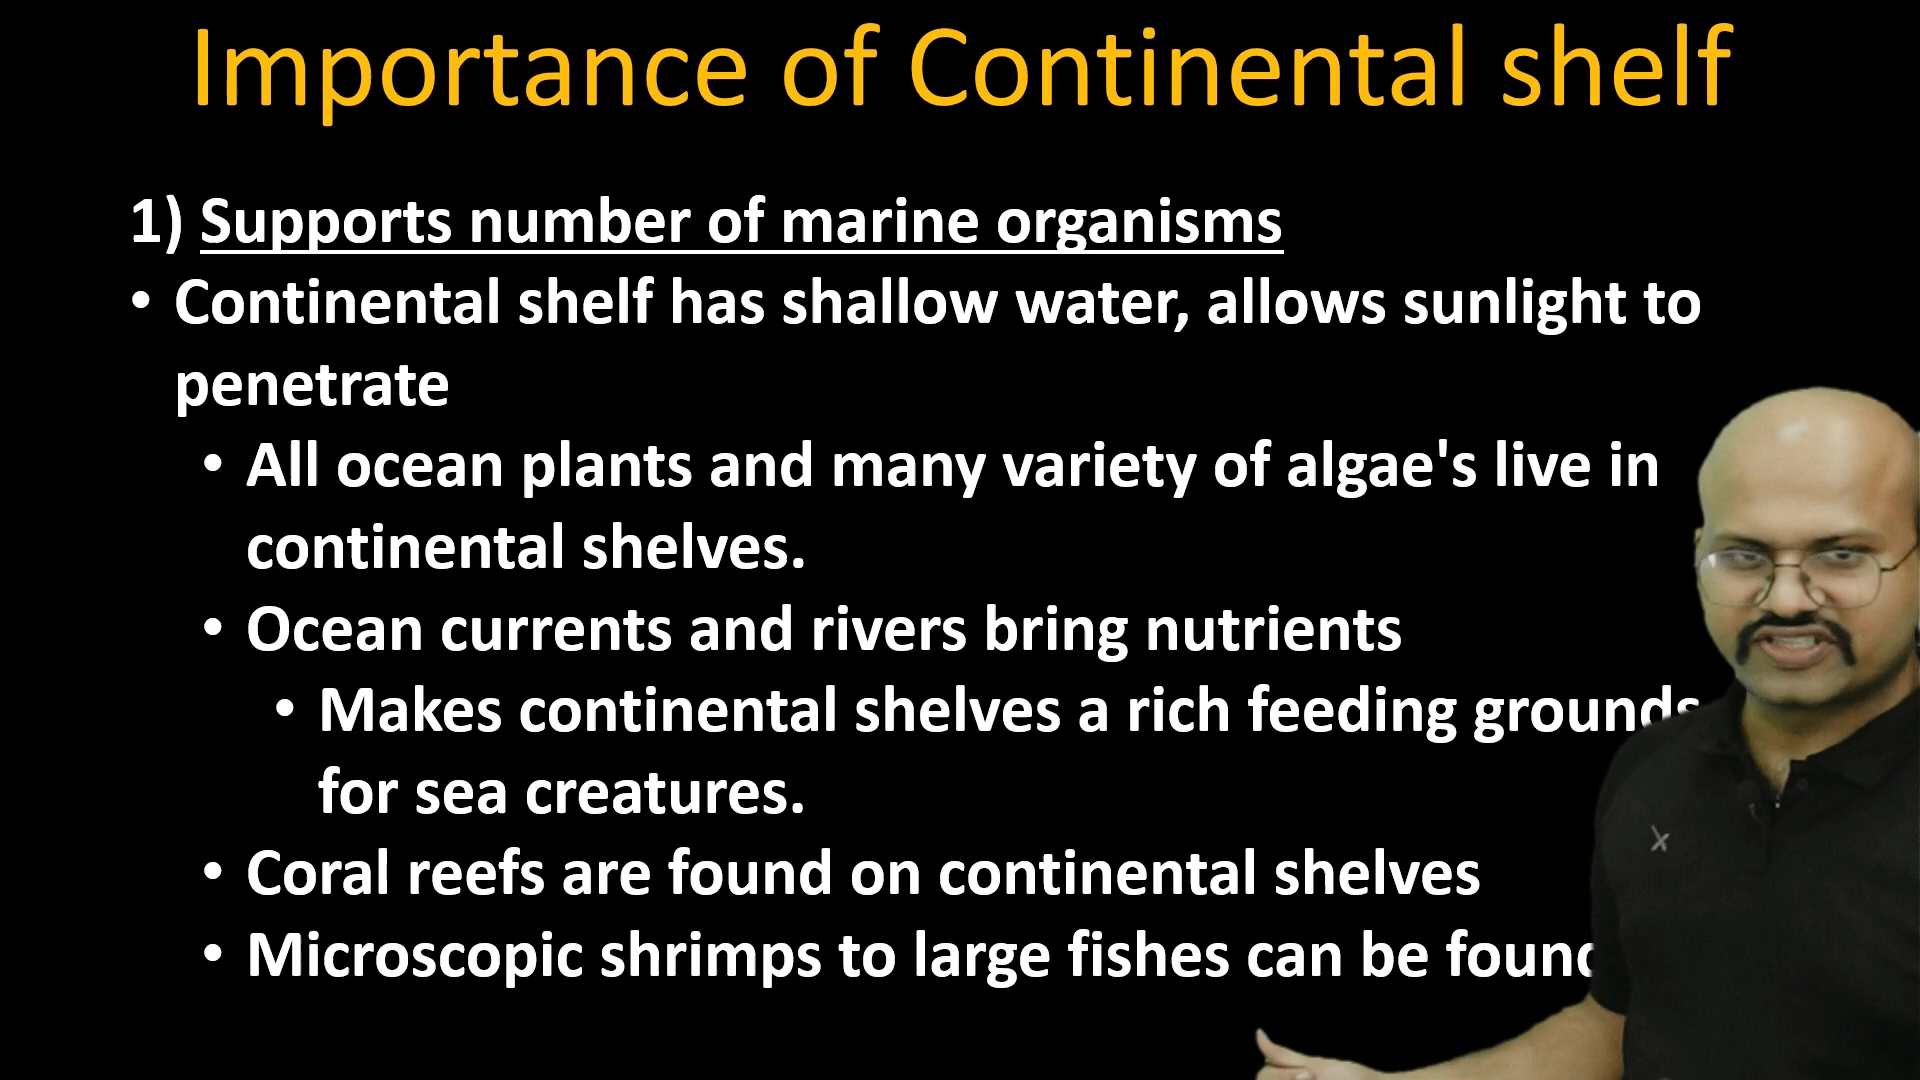 Importance of Continental shelf
1) Supports number of marine organisms
• Continental shelf has shallow water, allows sunlight to
penetrate
• All ocean plants and many variety of algae's live in
continental shelves.
• Ocean currents and rivers bring nutrients
• Makes continental shelves a rich feeding grounds
for sea creatures.
• Coral reefs are found on continental shelves
• Microscopic shrimps to large fishes can be found